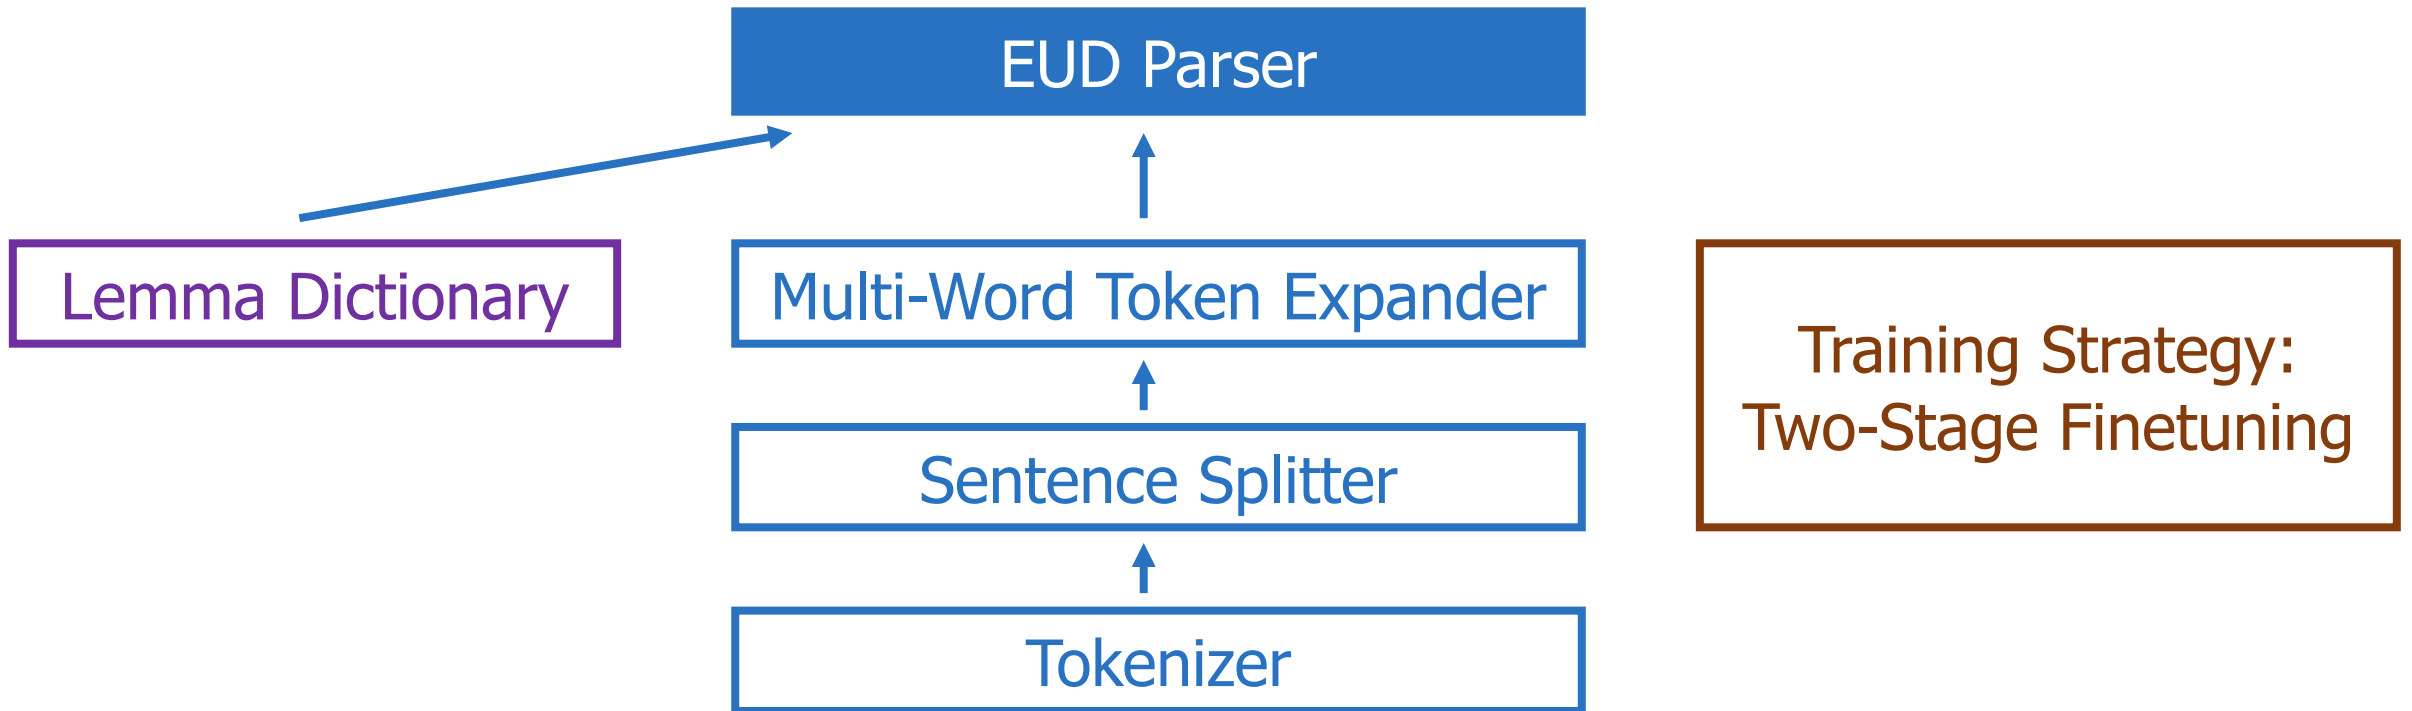 EUD Parser
Lemma Dictionary
Multi-Word Token Expander
Training Strategy:
Two-Stage Finetuning
Sentence Splitter
Tokenizer